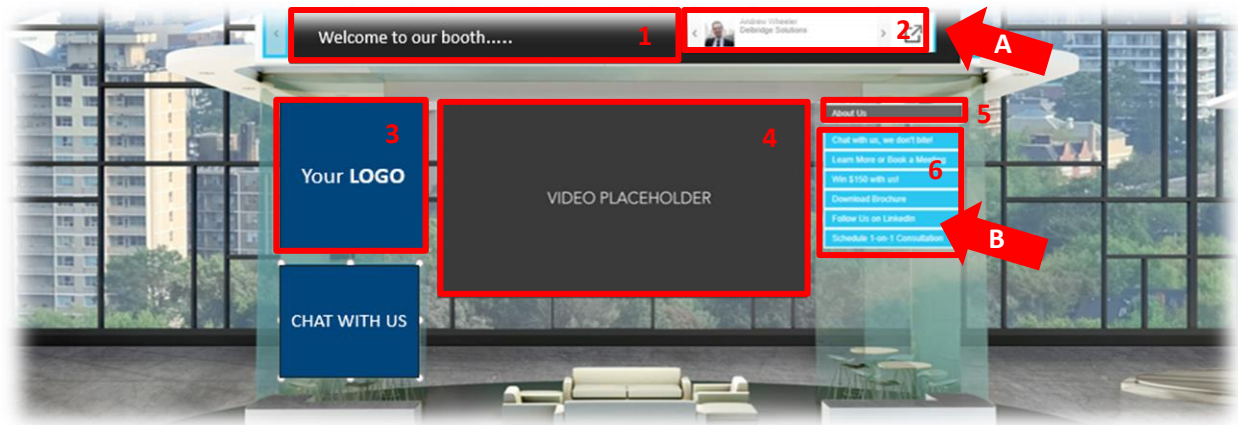 Welcome to our booth.....
1
Andrew Wheeler
Delbridge Solutions
2
A
Your LOGO
3
VIDEO PLACEHOLDER
4
About Us
5
Chat with us, we don't bite!
Learn More or Book a Meeting
Win $150 with us!
Download Brochure
Follow Us on LinkedIn
Schedule 1-on-1 Consultation
6
B
CHAT WITH US